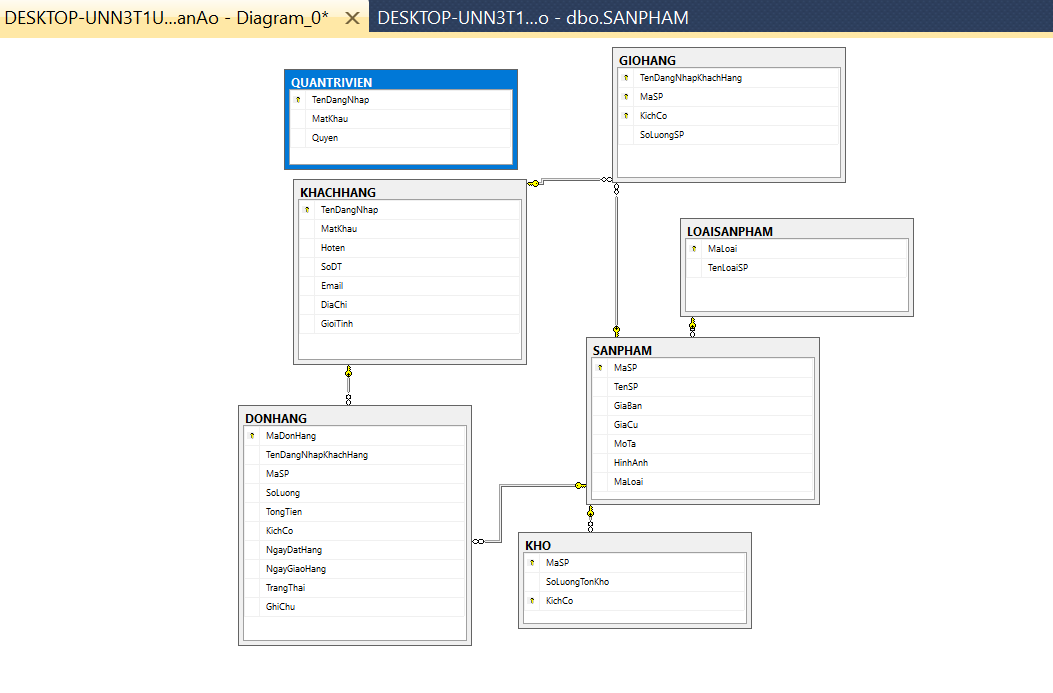 DESKTOP-UNN3T1U...anAo - Diagram_0*
DESKTOP-UNN3T1...o - dbo.SANPHAM
QUANTRIVIEN
TenDangNhap
MatKhau
Quyen
GIOHANG
TenDangNhapKhachHang
MaSP
KichCo
SoLuongSP
KHACHHANG
TenDangNhap
MatKhau
Hoten
SoDT
Email
DiaChi
GioiTinh
LOAISANPHAM
MaLoai
TenLoaiSP
SANPHAM
MaSP
TenSP
GiaBan
GiaCu
MoTa
HinhAnh
MaLoai
DONHANG
MaDonHang
TenDangNhapKhachHang
MaSP
SoLuong
TongTien
KichCo
NgayDatHang
NgayGiaoHang
TrangThai
GhiChu
KHO
MaSP
SoLuongTonKho
KichCo